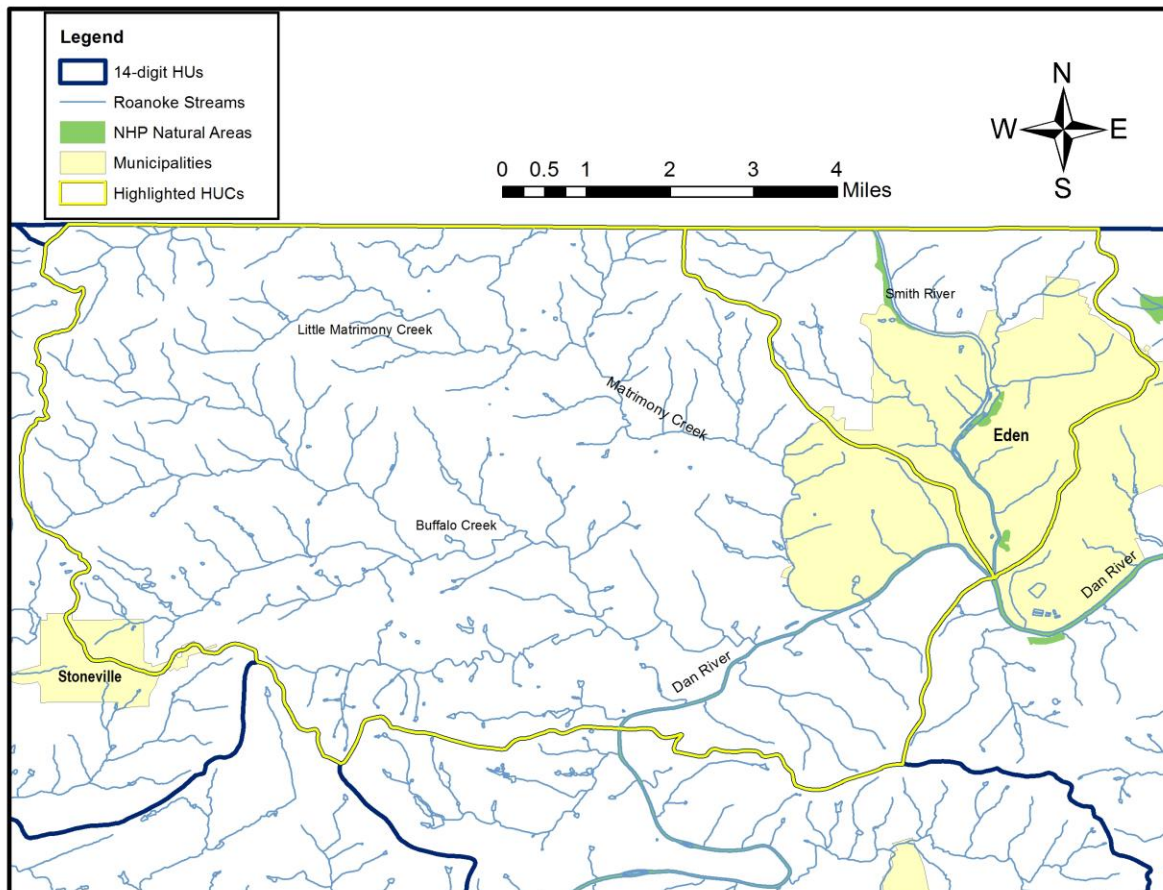 Legend
14-digit HUs
Roanoke Streams
NHP Natural Areas
Municipalities
Highlighted HUCs
N
W E
S
0 0.5 1 2 3 4
Miles
Smith River
Little Matrimony Creek
Matrimony Creek
Eden
Buffalo Creek
Dan River
Dan River
Stoneville